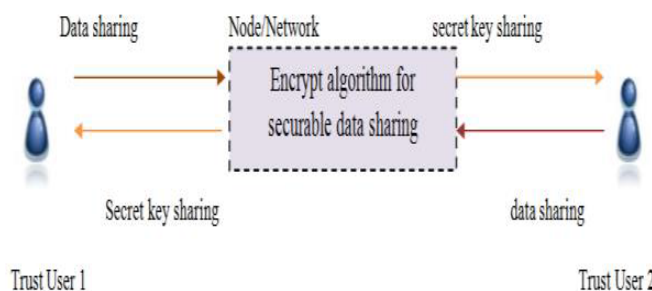 Data sharing
Node/Network
secret key sharing
Encrypt algorithm for
securable data sharing
Secret key sharing
data sharing
Trust User 1
Trust User 2